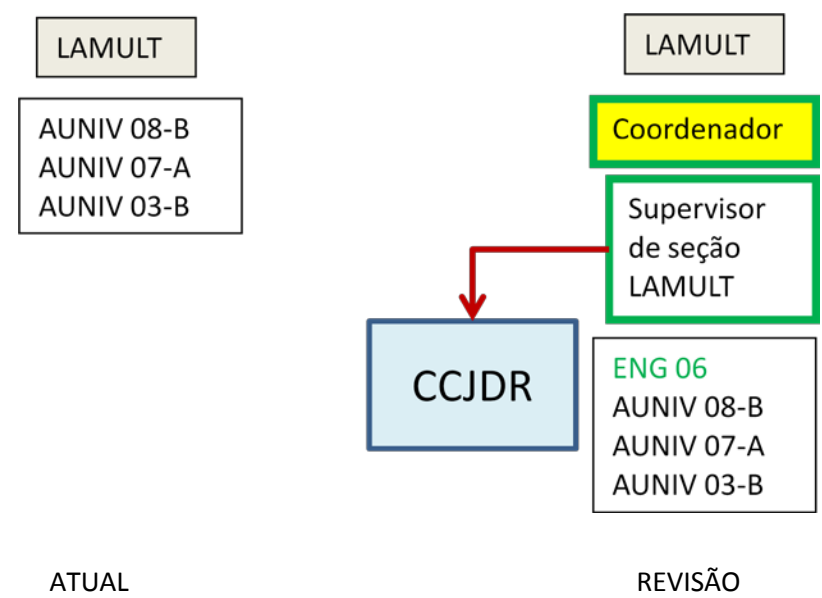 LAMULT
AUNIV 08-B
AUNIV 07-A
AUNIV 03-B
ATUAL
LAMULT
Coordenador
Supervisor
de seção
LAMULT
CCJDR
ENG 06
AUNIV 08-B
AUNIV 07-A
AUNIV 03-B
REVISÃO